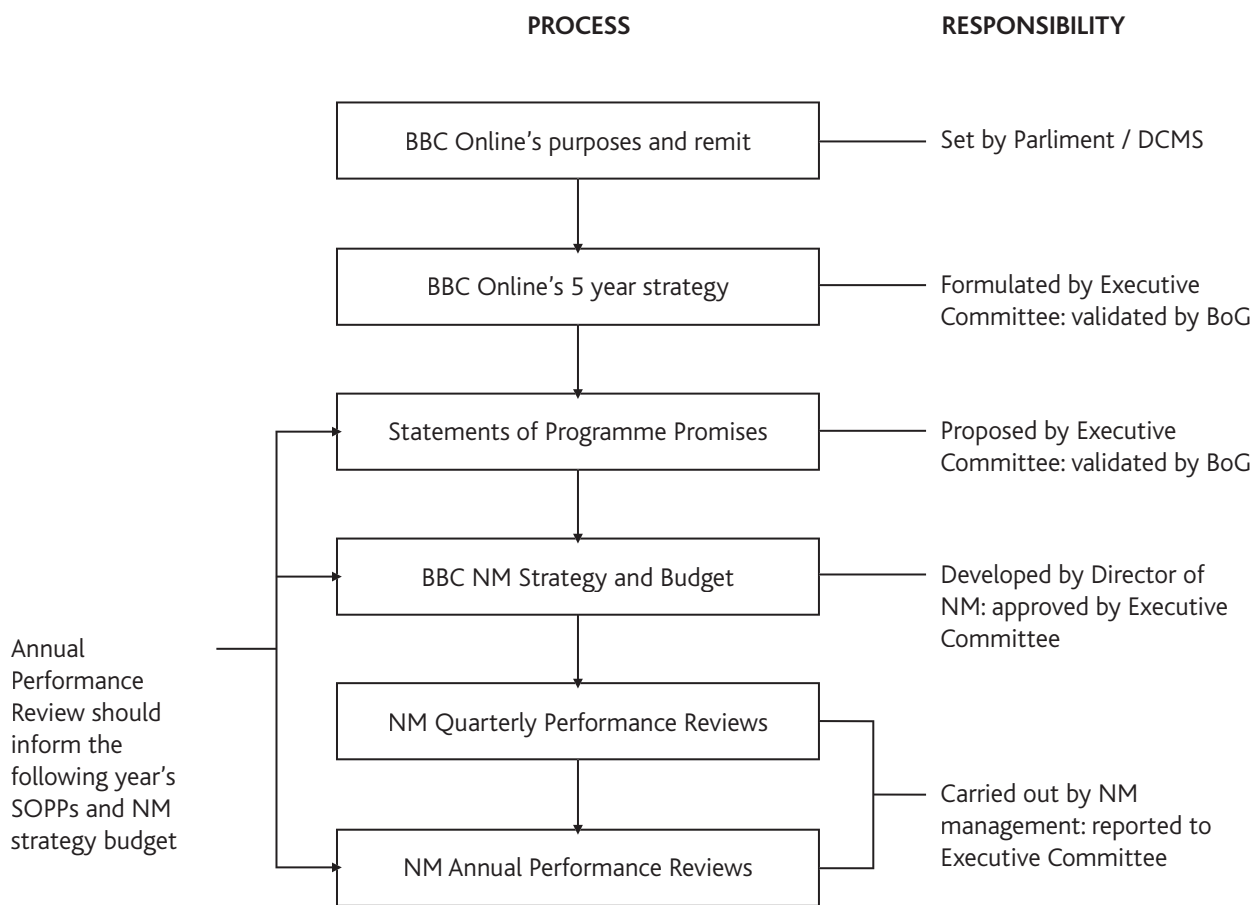 PROCESS
RESPONSIBILITY
BBC Online’s purposes and remit
Set by Parliment / DCMS
BBC Online’s 5 year strategy
Formulated by Executive
Committee: validated by BoG
Statements of Programme Promises
Proposed by Executive
Committee: validated by BoG
BBC NM Strategy and Budget
Developed by Director of
NM: approved by Executive
Committee
Annual
Performance
Review should
inform the
following year’s
SOPPs and NM
strategy budget
NM Quarterly Performance Reviews
Carried out by NM
management: reported to
Executive Committee
NM Annual Performance Reviews